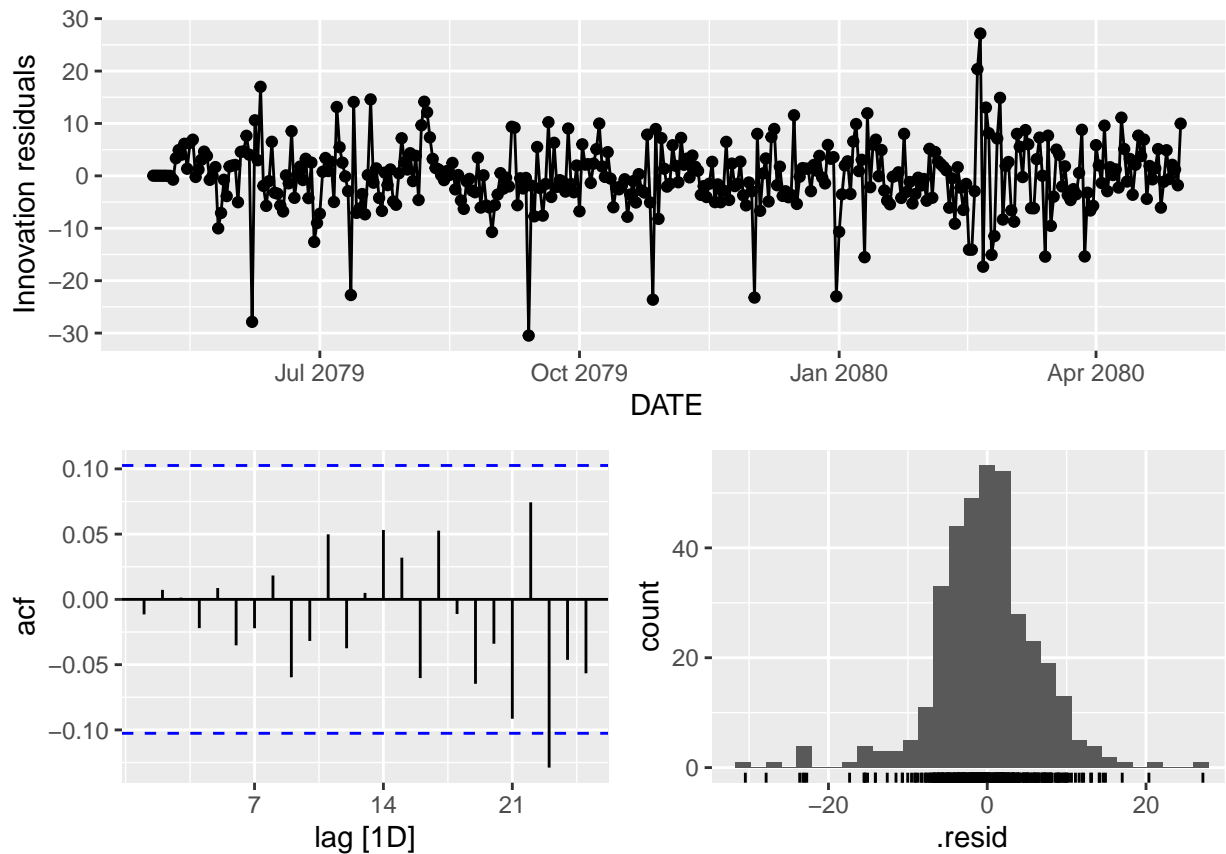 30
20
10
0
−10
−20
−30
Innovation residuals
Jul 2079
Oct 2079
Jan 2080
Apr 2080
DATE
0.10
0.05
0.00
−0.05
−0.10
acf
7
14
21
lag [1D]
40
20
0
count
−20
0
20
.resid